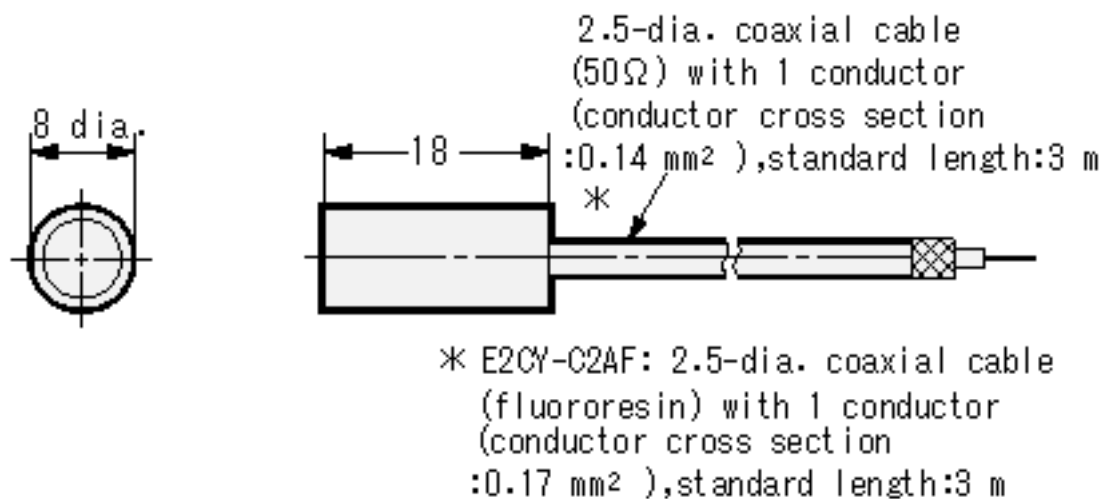 2.5-dia. coaxial cable
(50Ω) with 1 conductor
(conductor cross section
:0.14 mm² ),standard length:3 m
*
8 dia.
18
* E2CY-C2AF: 2.5-dia. coaxial cable
(fluororesin) with 1 conductor
(conductor cross section
:0.17 mm² ),standard length:3 m